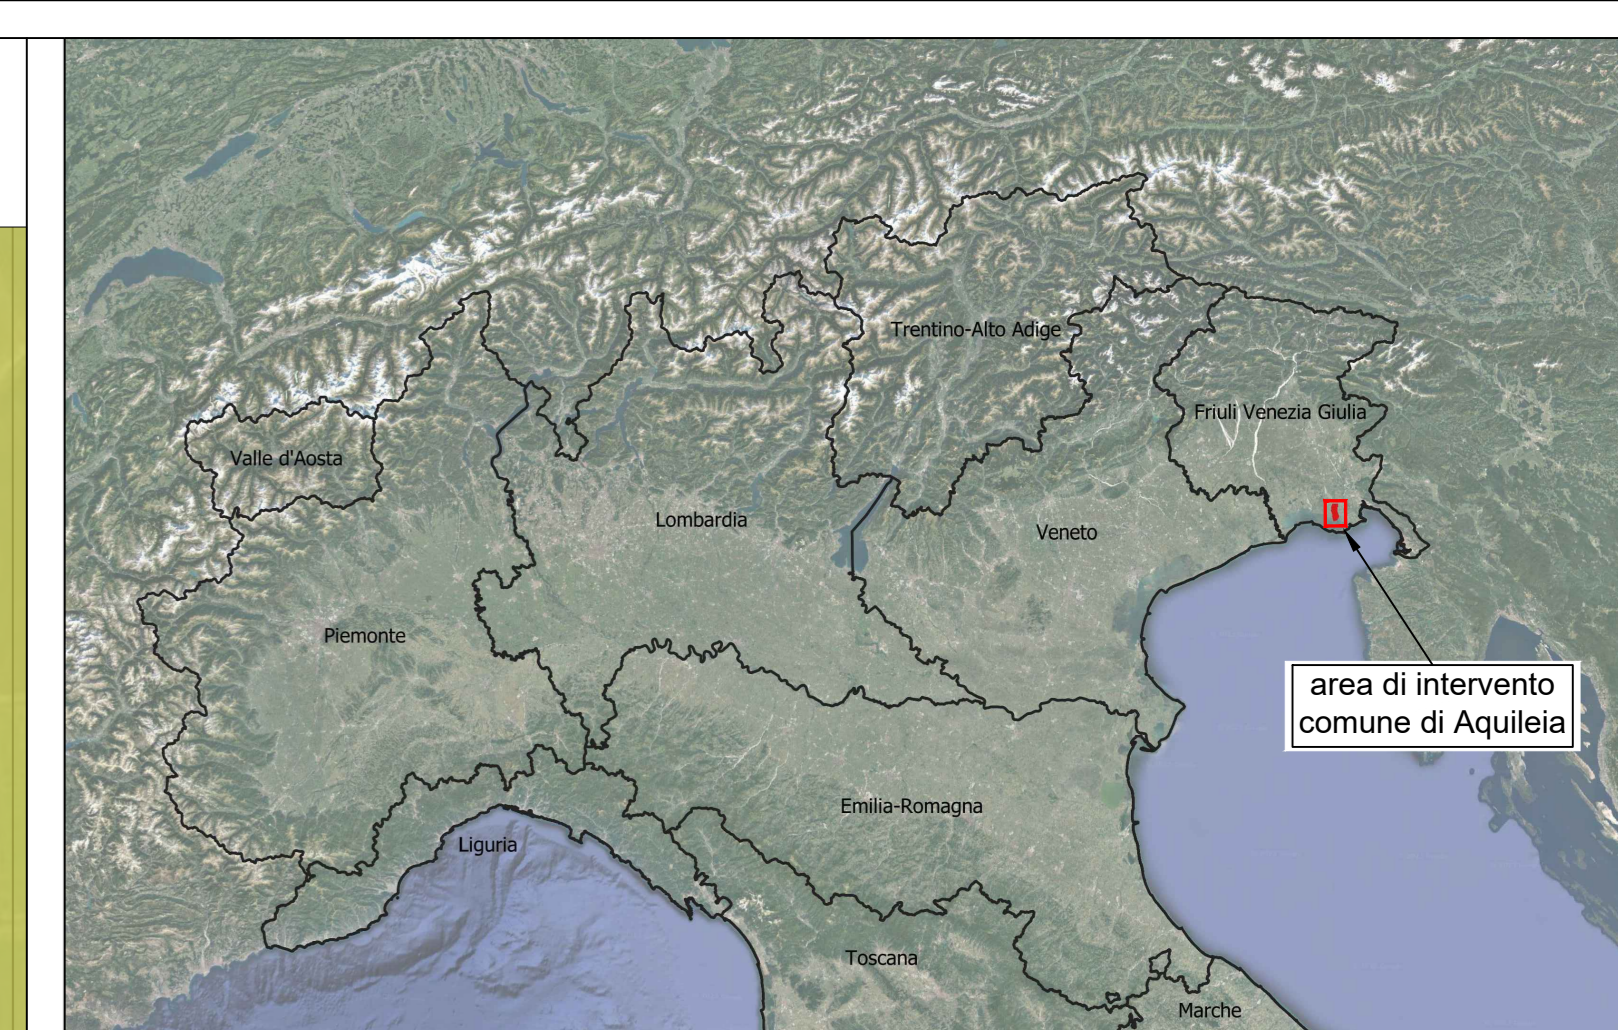 Trentino-Alto Adige
Friuli Venezia Giulia
Valle d'Aosta
Lombardia
Veneto
Piemonte
area di intervento
comune di Aquileia
Emilia-Romagna
Liguria
Toscana
Marche